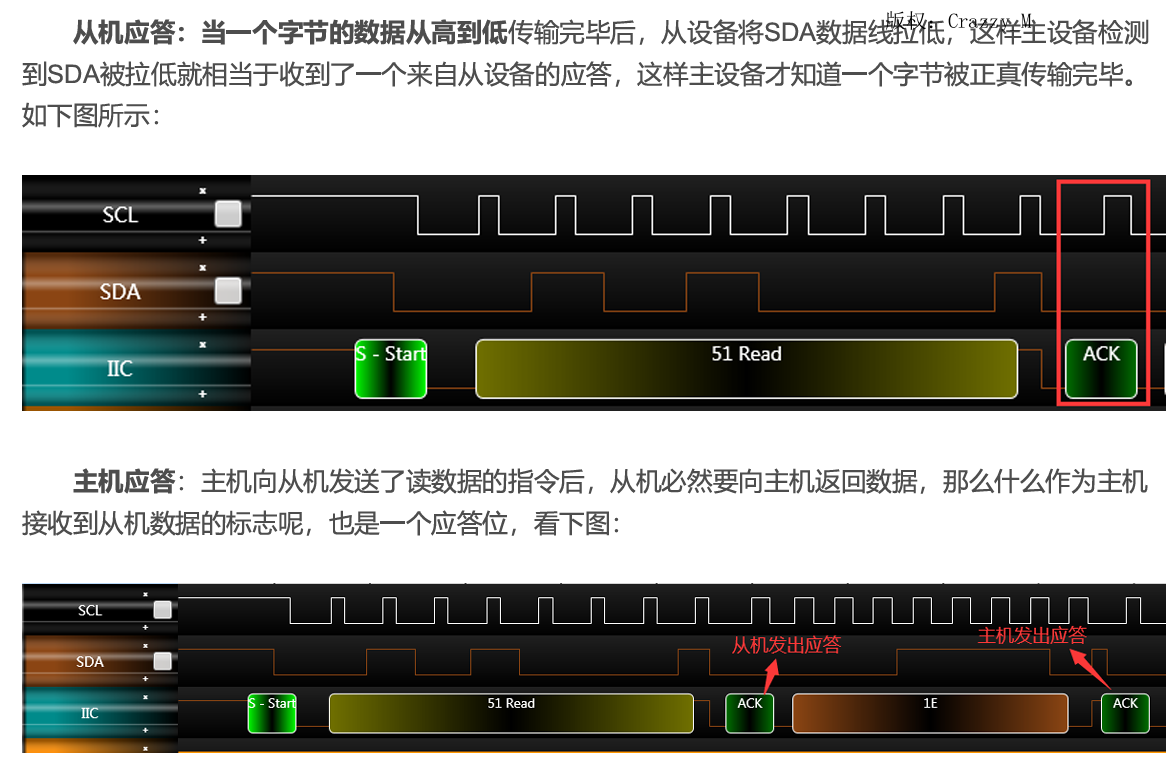 版权：Crazzy_M
从机应答：当一个字节的数据从高到低传输完毕后，从设备将SDA数据线拉低，这样主设备检测
到SDA被拉低就相当于收到了一个来自从设备的应答，这样主设备才知道一个字节被正真传输完毕。
如下图所示：
SCL
SDA
IIC
S - Start
51 Read
ACK
主机应答：主机向从机发送了读数据的指令后，从机必然要向主机返回数据，那么什么作为主机
接收到从机数据的标志呢，也是一个应答位，看下图：
SCL
从机发出应答
主机发出应答
SDA
IIC
S - Start
51 Read
ACK
1E
ACK